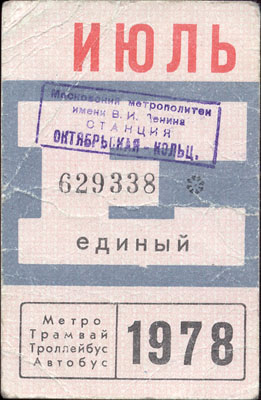 ИЮЛЬ
Московский метрополитен
имени В.И. Ленина
СТАНЦИЯ
ОКТЯБРЬСКАЯ-КОЛЬЦ.
Е
629338 *
единый
Метро
Трамвай
Троллейбус
Автобус
1978